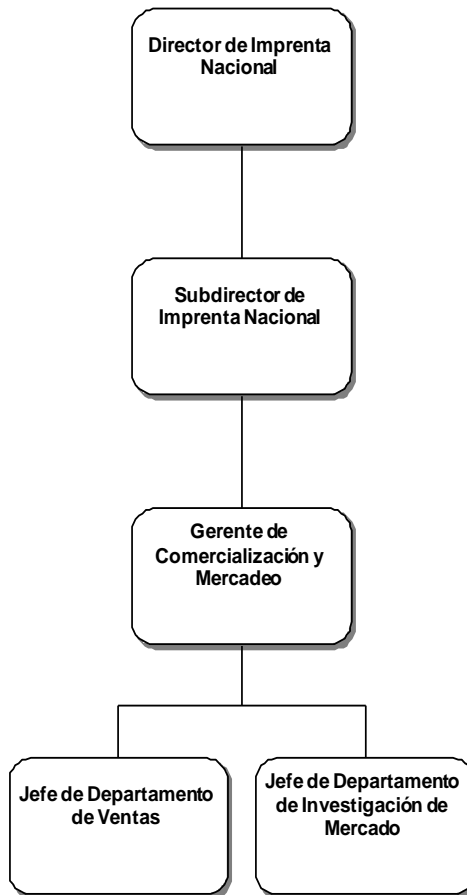 Director de Imprenta
Nacional
Subdirector de
Imprenta Nacional
Gerente de
Comercialización y
Mercadeo
Jefe de Departamento
de Ventas
Jefe de Departamento
de Investigación de
Mercado